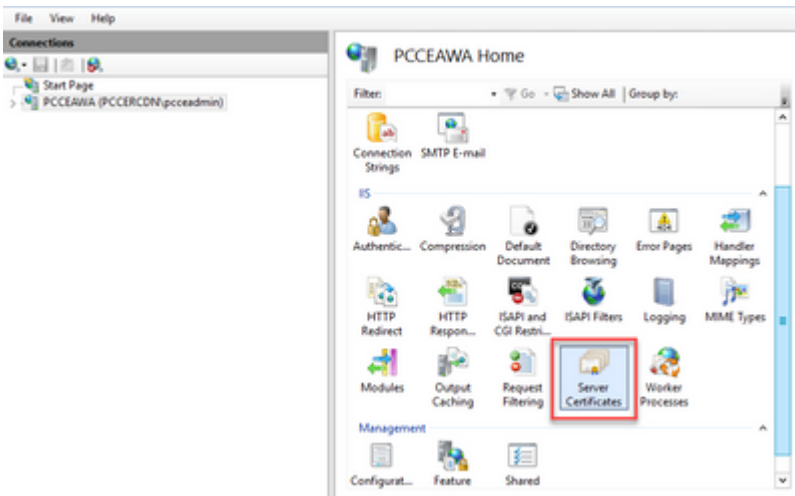 File View Help
Connections
Start Page
PCCEAWA (PCCERCDN\pcceadmin)
PCCEAWA Home
Filter: Go Show All Group by:
Connection Strings
SMTP E-mail
IIS
Authentic... Compression Default Document Directory Browsing Error Pages Handler Mappings
HTTP Redirect HTTP Respon... ISAPI and CGI Restri... ISAPI Filters Logging MIME Types
Modules Output Caching Request Filtering Server Certificates Worker Processes
Management
Configurat... Feature Shared